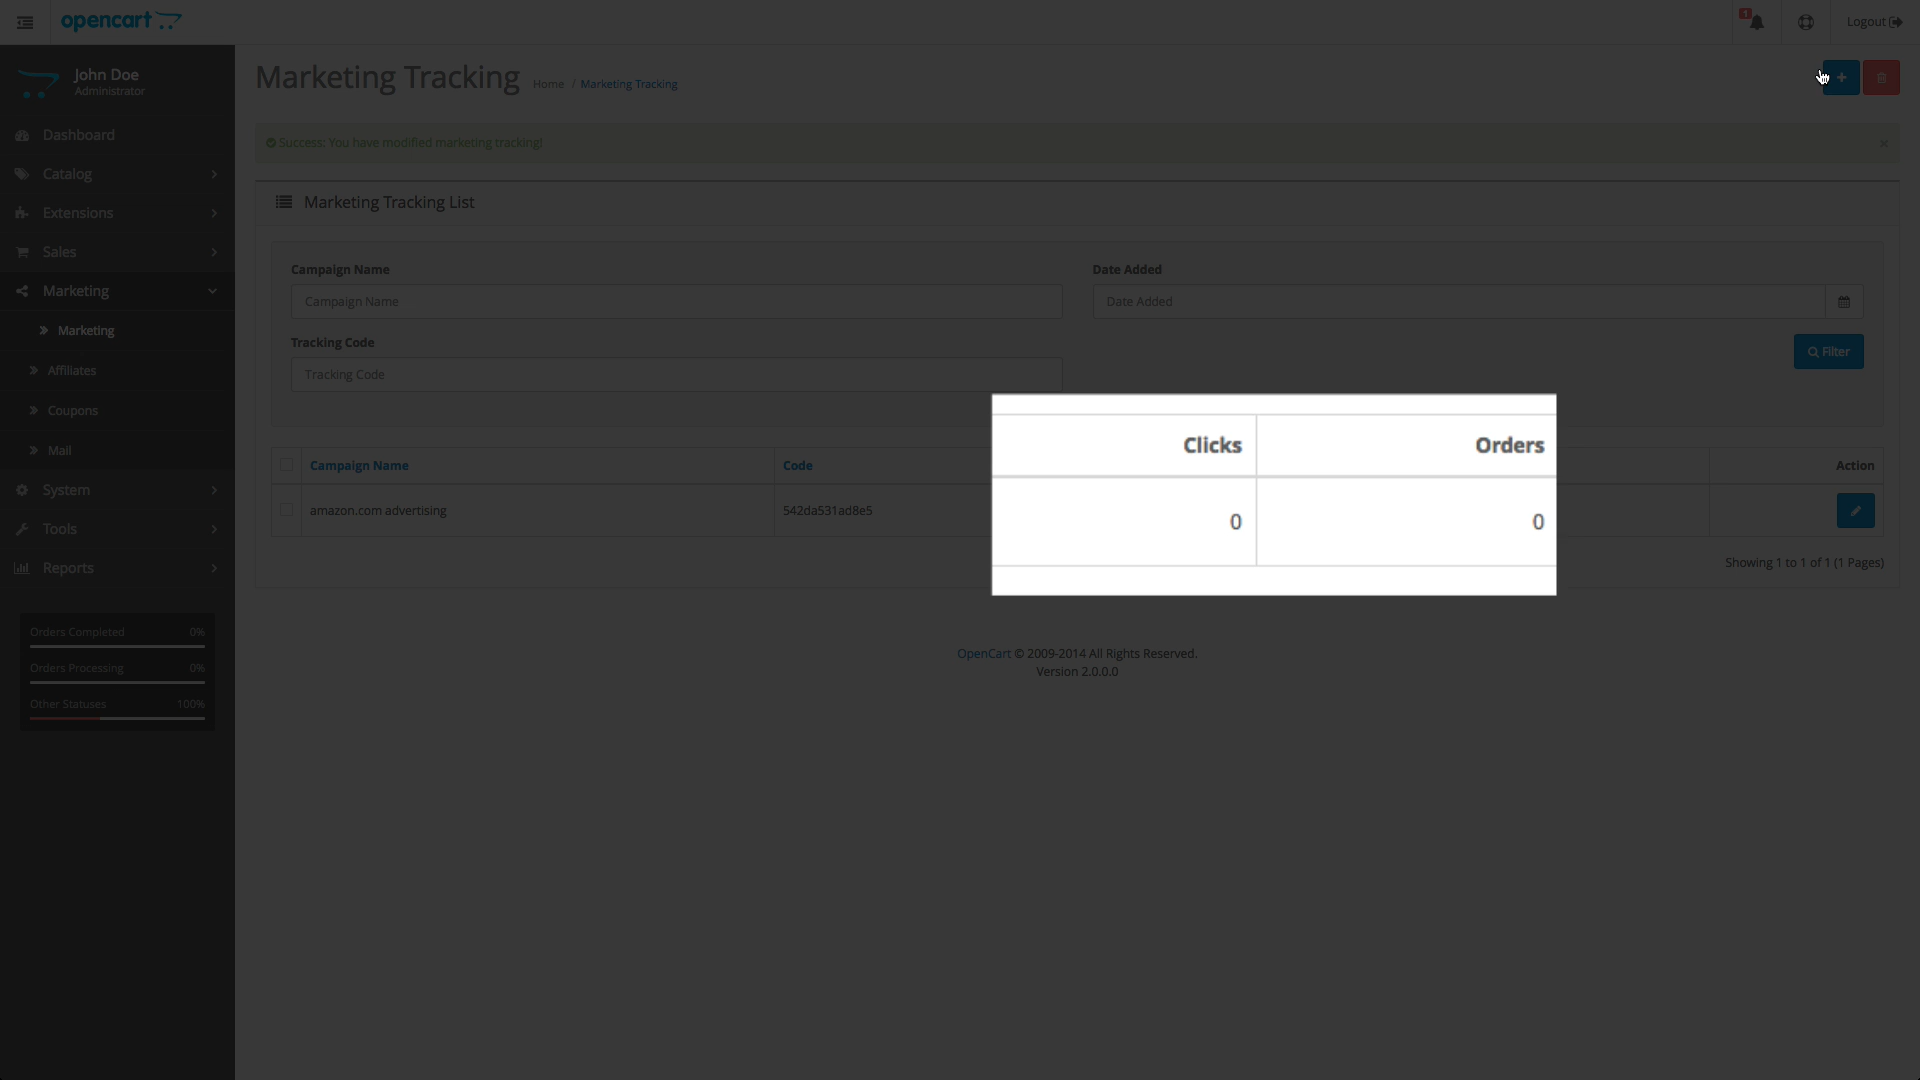 opencart
1
Logout
John Doe
Administrator
Dashboard
Catalog
Extensions
Sales
Marketing
Marketing
Affiliates
Coupons
Mail
System
Tools
Reports
Orders Completed 0%
Orders Processing 0%
Other Statuses 100%
Marketing Tracking Home / Marketing Tracking
Success: You have modified marketing tracking! ×
Marketing Tracking List
Campaign Name Date Added
Campaign Name Date Added
Tracking Code
Filter
Tracking Code
Clicks Orders
Campaign Name Code Action
amazon.com advertising 542da531ad8e5
0 0
Showing 1 to 1 of 1 (1 Pages)
OpenCart © 2009-2014 All Rights Reserved.
Version 2.0.0.0